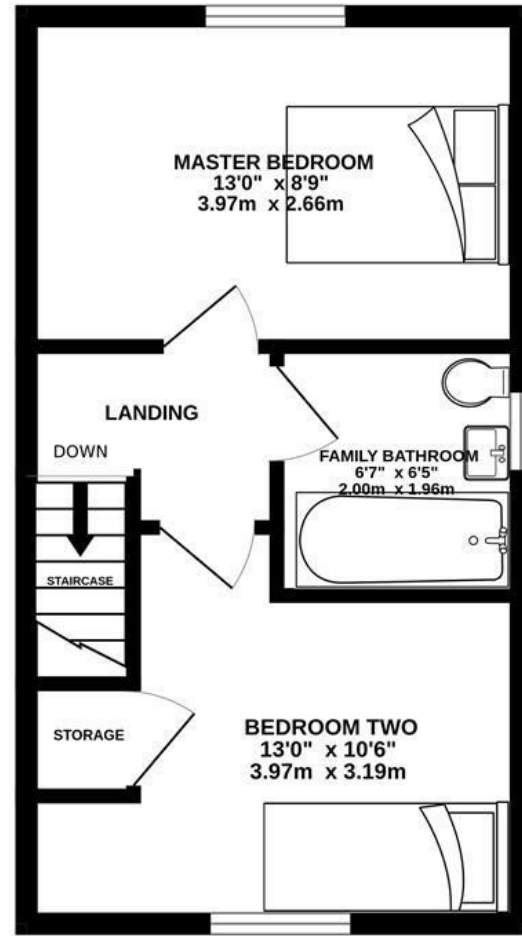 MASTER BEDROOM
13'0" x 8'9"
3.97m x 2.66m
LANDING
DOWN
FAMILY BATHROOM
6'7" x 6'5"
2.00m x 1.96m
STAIRCASE
STORAGE
BEDROOM TWO
13'0" x 10'6"
3.97m x 3.19m